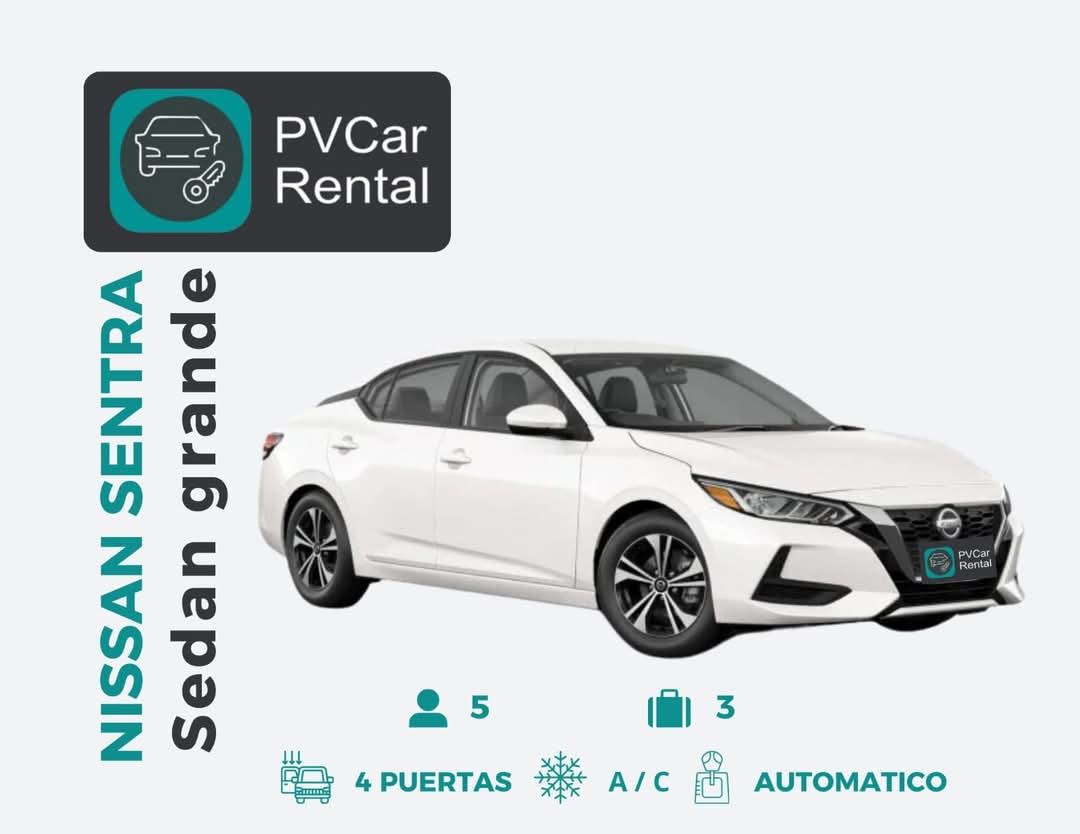 PVCar
Rental
NISSAN SENTRA
Sedan grande
PVCar
Rental
5
3
4 PUERTAS
A / C
AUTOMATICO